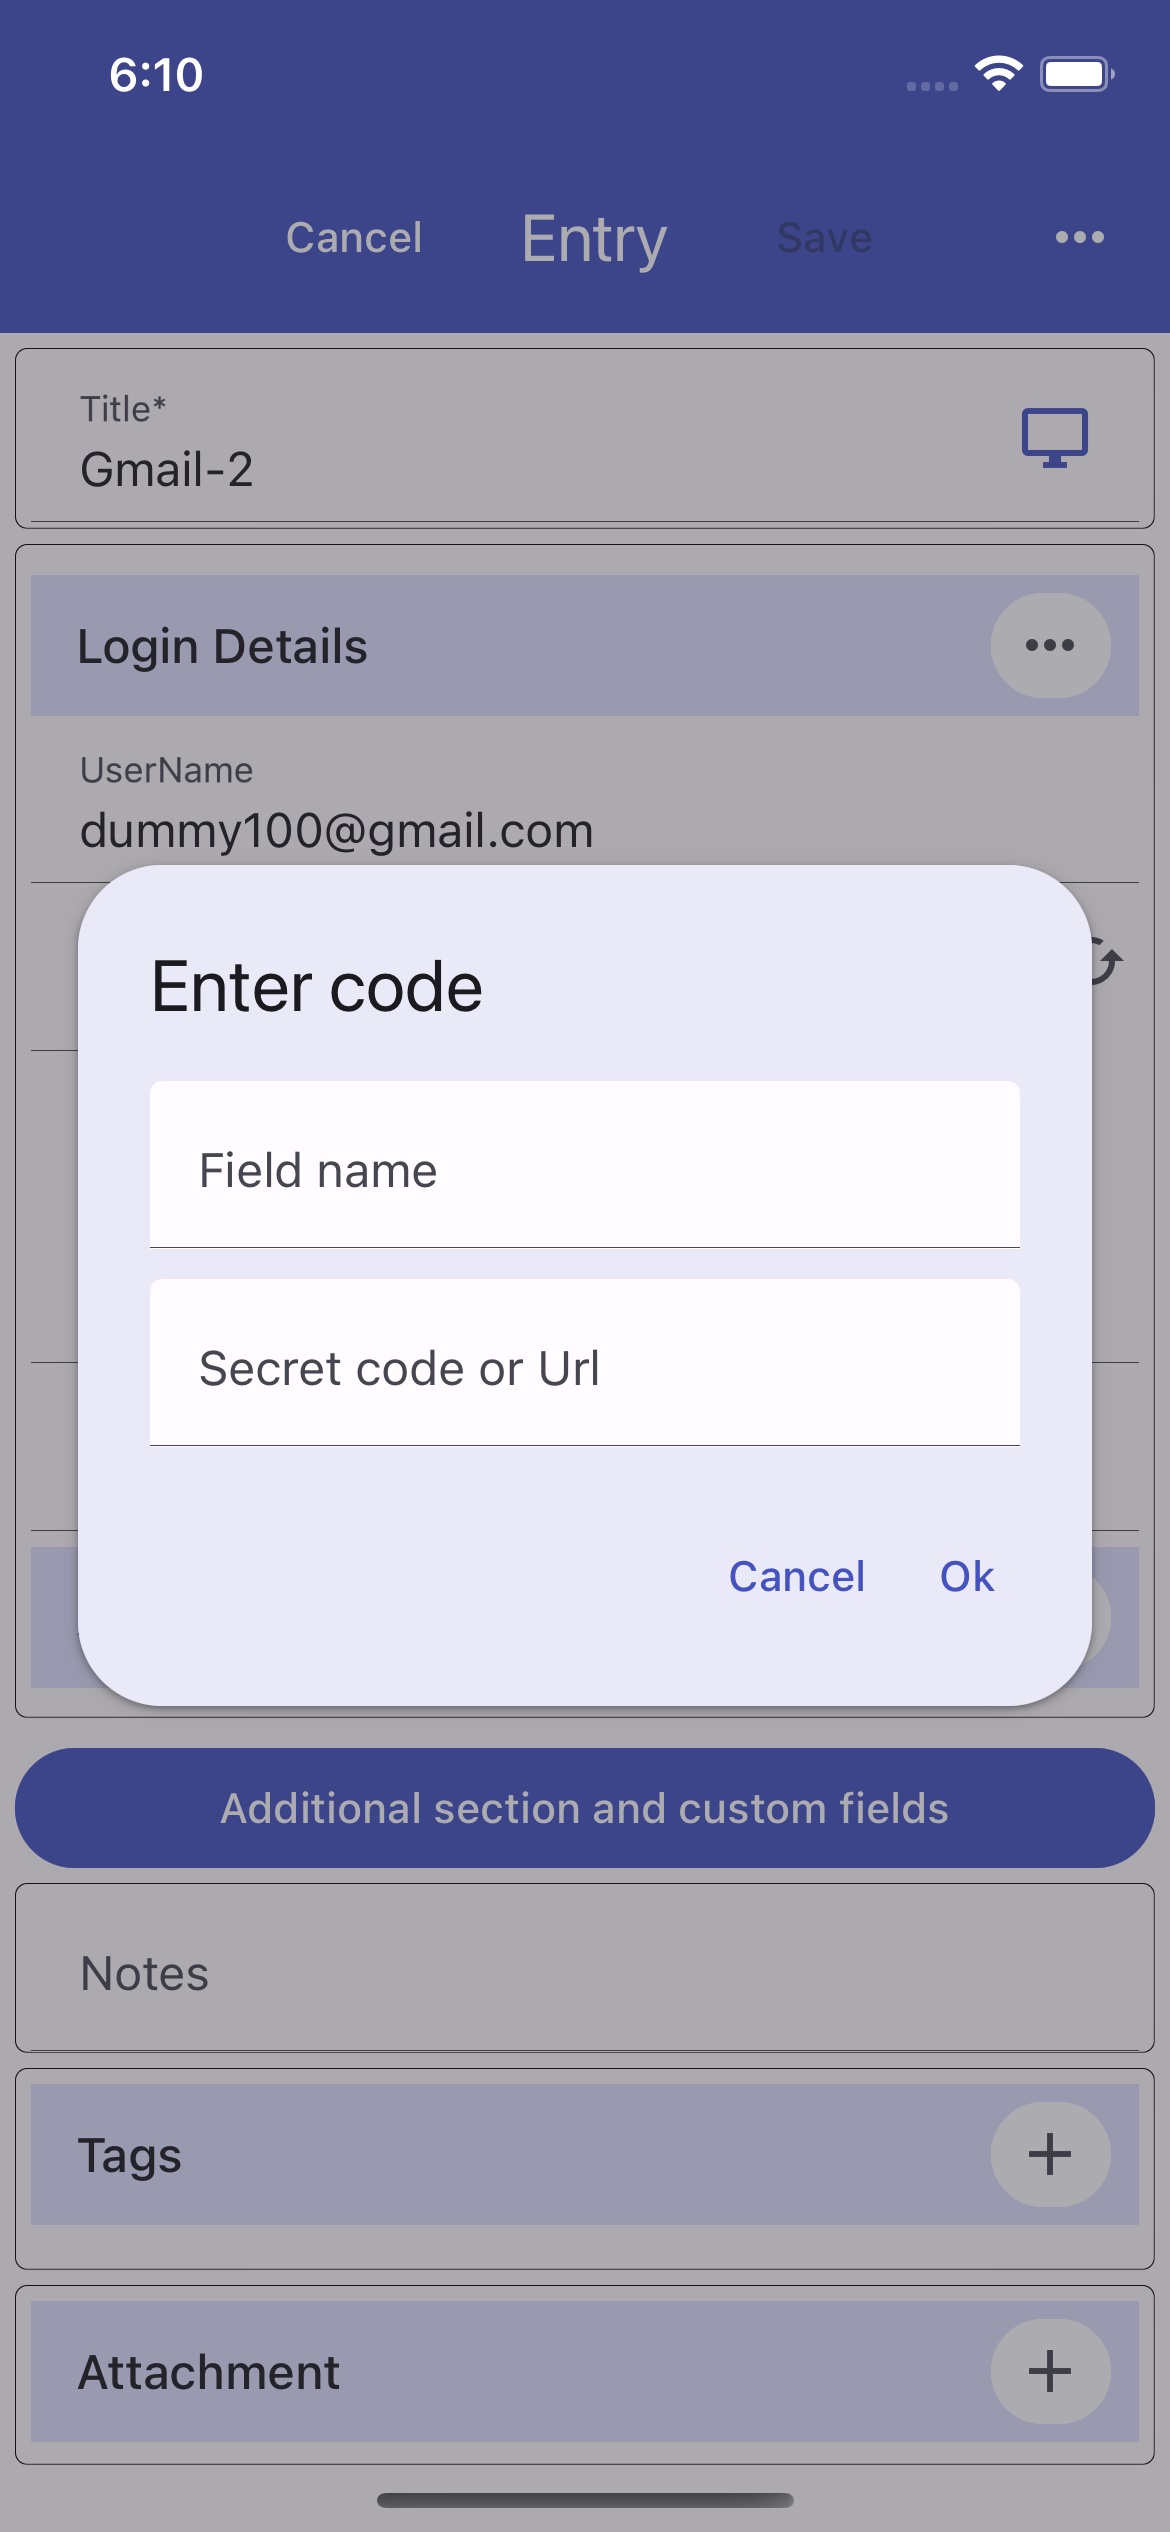 6:10
Cancel Entry Save
Title*
Gmail-2
Login Details
UserName
dummy100@gmail.com
Enter code
Field name
Secret code or Url
Cancel Ok
Additional section and custom fields
Notes
Tags
Attachment